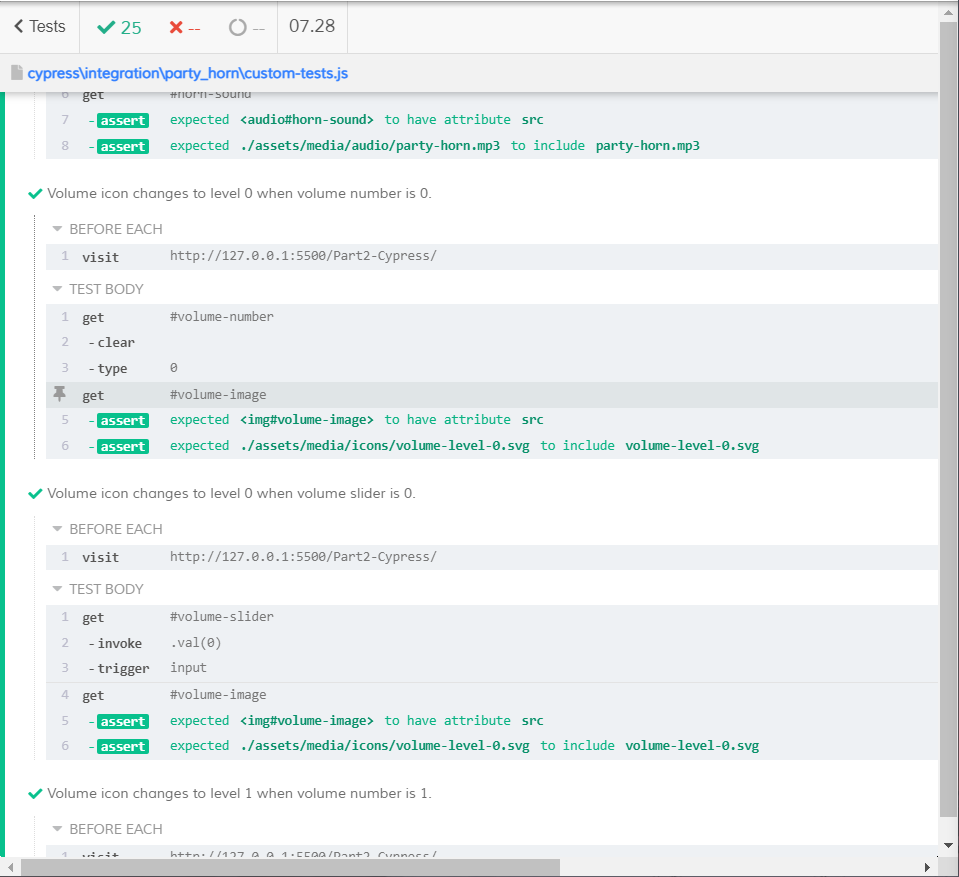 Tests 25 -- -- 07.28
cypress\integration\party_horn\custom-tests.js
6 get #horn-sound
7 -assert expected <audio#horn-sound> to have attribute src
8 -assert expected ./assets/media/audio/party-horn.mp3 to include party-horn.mp3
Volume icon changes to level 0 when volume number is 0.
BEFORE EACH
1 visit http://127.0.0.1:5500/Part2-Cypress/
TEST BODY
1 get #volume-number
2 -clear
3 -type 0
get #volume-image
5 -assert expected <img#volume-image> to have attribute src
6 -assert expected ./assets/media/icons/volume-level-0.svg to include volume-level-0.svg
Volume icon changes to level 0 when volume slider is 0.
BEFORE EACH
1 visit http://127.0.0.1:5500/Part2-Cypress/
TEST BODY
1 get #volume-slider
2 -invoke .val(0)
3 -trigger input
4 get #volume-image
5 -assert expected <img#volume-image> to have attribute src
6 -assert expected ./assets/media/icons/volume-level-0.svg to include volume-level-0.svg
Volume icon changes to level 1 when volume number is 1.
BEFORE EACH
1 visit http://127.0.0.1:5500/Part2-Cypress/